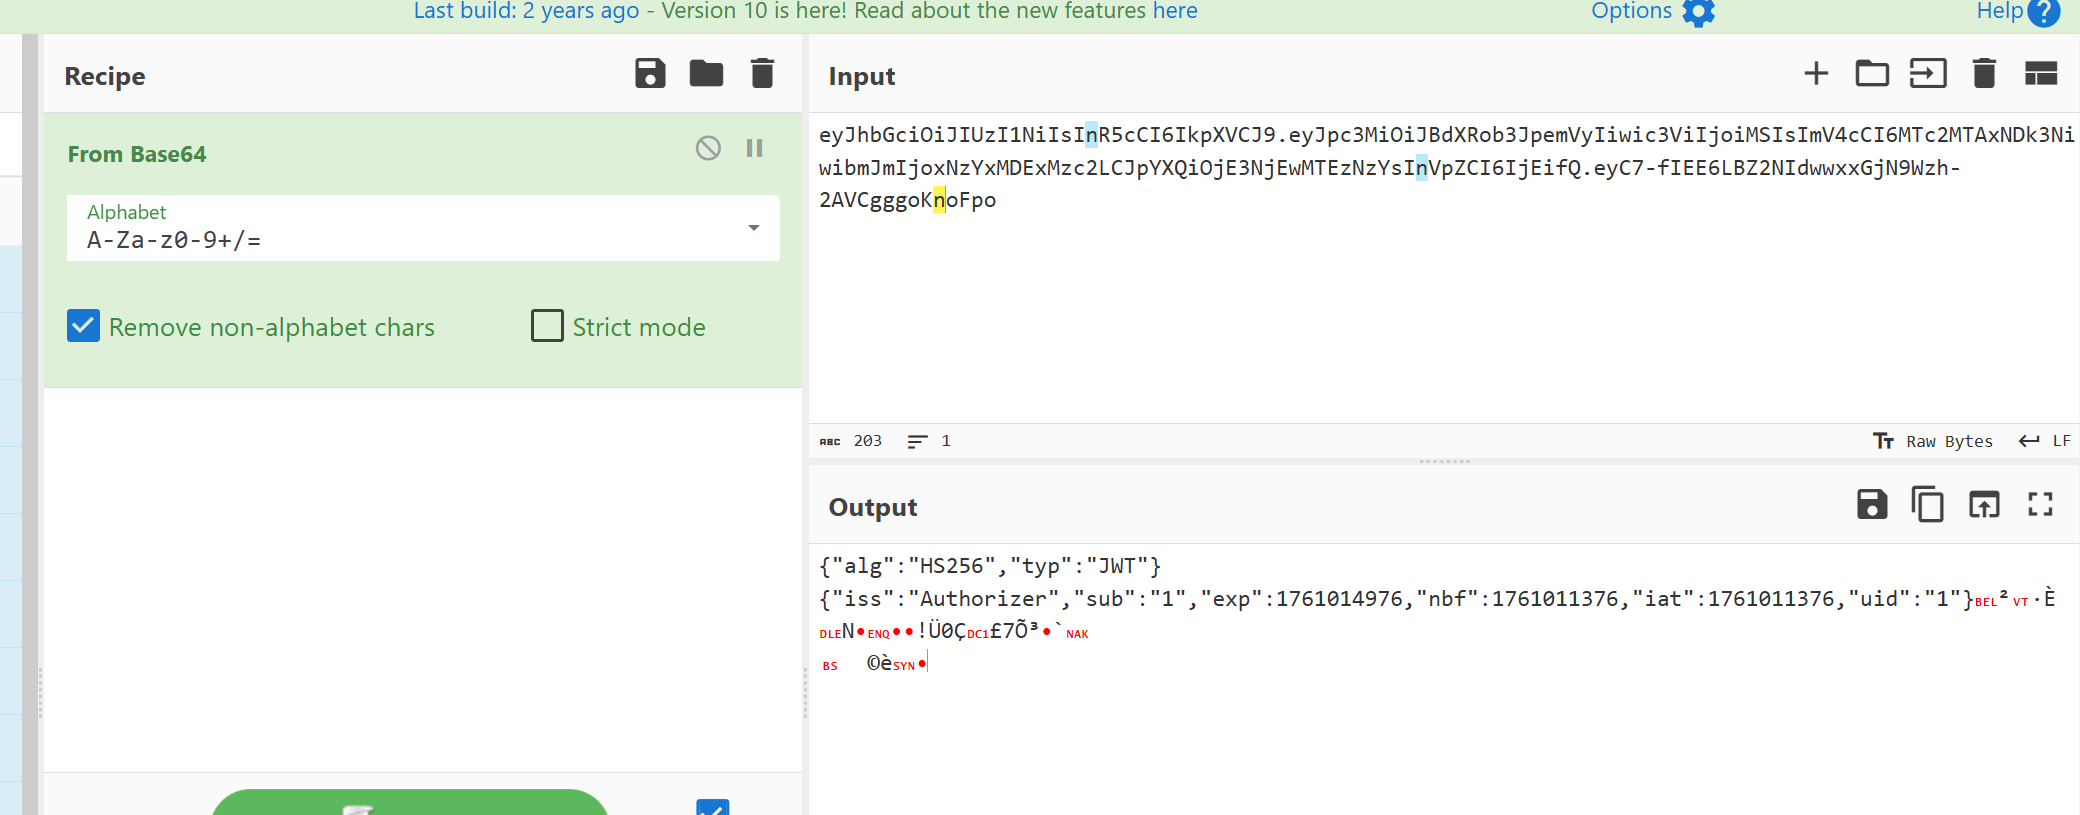 Last build: 2 years ago - Version 10 is here! Read about the new features here
Options
Help
Recipe
From Base64
Alphabet
A-Za-z0-9+/=
Remove non-alphabet chars
Strict mode
Input
eyJhbGciOiJIUzI1NiIsInR5cCI6IkpXVCJ9.eyJpc3MiOiJBdXRob3JpemVyIiwic3ViIjoiMSIsImV4cCI6MTc2MTAxNDk3Ni
wibmJmIjoxNzYxMDExMzc2LCJpYXQiOjE3NjEwMTEzNzYsInVpZCI6IjEifQ.eyC7-fIEE6LBZ2NIdwwxxGjN9Wzh-
2AVCgggoKnoFpo
ABC 203 1
Raw Bytes LF
Output
{"alg":"HS256","typ":"JWT"}
{"iss":"Authorizer","sub":"1","exp":1761014976,"nbf":1761011376,"iat":1761011376,"uid":"1"}BEL²VT·È
DLEN•ENQ••!Ü0ÇDC1£7Õ³•`NAK
BS ©èSYN•